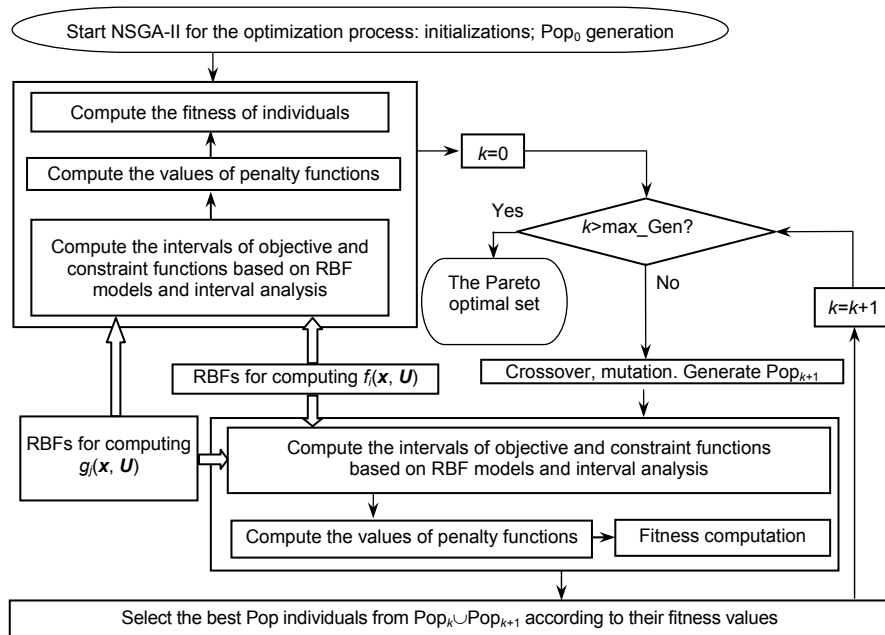 Start NSGA-II for the optimization process: initializations; Pop₀ generation
Compute the fitness of individuals
Compute the values of penalty functions
Compute the intervals of objective and
constraint functions based on RBF
models and interval analysis
k=0
Yes
k>max_Gen?
The Pareto
optimal set
No
k=k+1
RBFs for computing fᵢ(x, U)
Crossover, mutation. Generate Popₖ₊₁
RBFs for computing
gⱼ(x, U)
Compute the intervals of objective and constraint functions
based on RBF models and interval analysis
Compute the values of penalty functions
Fitness computation
Select the best Pop individuals from Popₖ∪Popₖ₊₁ according to their fitness values